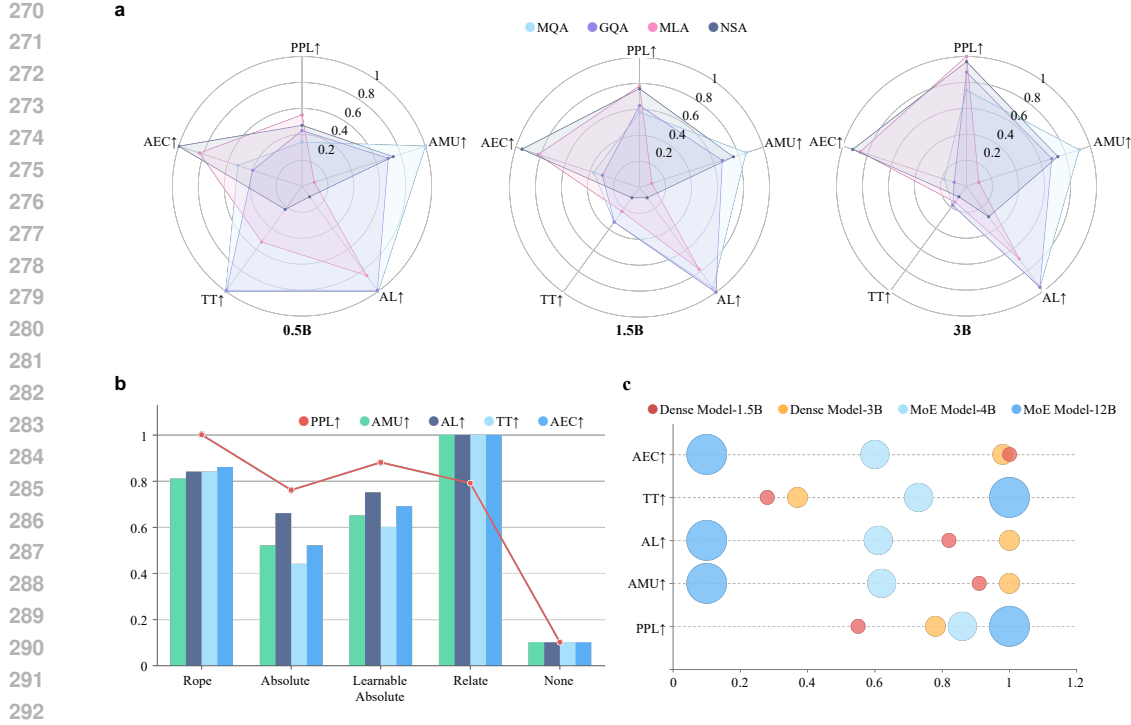 270
271
272
273
274
275
276
277
278
279
280
281
282
283
284
285
286
287
288
289
290
291
292
a
MQA GQA MLA NSA
PPL↑
1
0.8
0.6
0.4
0.2
AEC↑
AMU↑
TT↑
AL↑
0.5B
PPL↑
1
0.8
0.6
0.4
0.2
AEC↑
AMU↑
TT↑
AL↑
1.5B
PPL↑
1
0.8
0.6
0.4
0.2
AEC↑
AMU↑
TT↑
AL↑
3B
b
PPL↑ AMU↑ AL↑ TT↑ AEC↑
1
0.8
0.6
0.4
0.2
0
Rope Absolute Learnable Absolute Relate None
c
Dense Model-1.5B Dense Model-3B MoE Model-4B MoE Model-12B
AEC↑
TT↑
AL↑
AMU↑
PPL↑
0 0.2 0.4 0.6 0.8 1 1.2